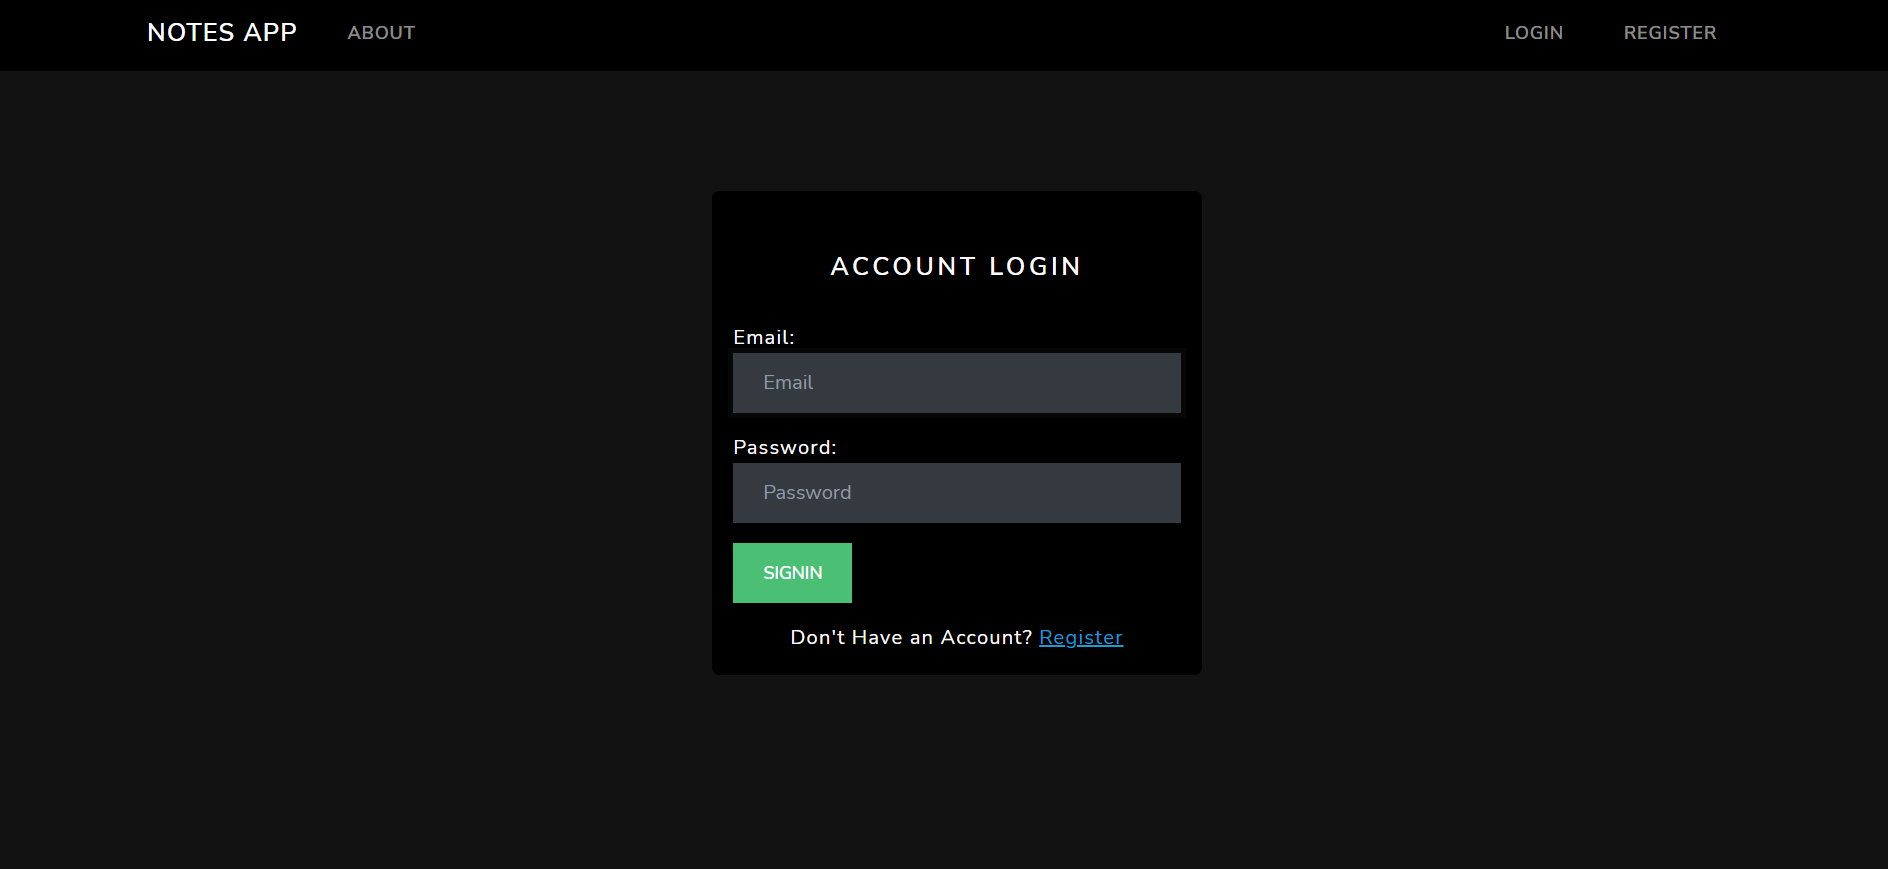 NOTES APP ABOUT LOGIN REGISTER
ACCOUNT LOGIN
Email:
Email
Password:
Password
SIGNIN
Don't Have an Account? Register